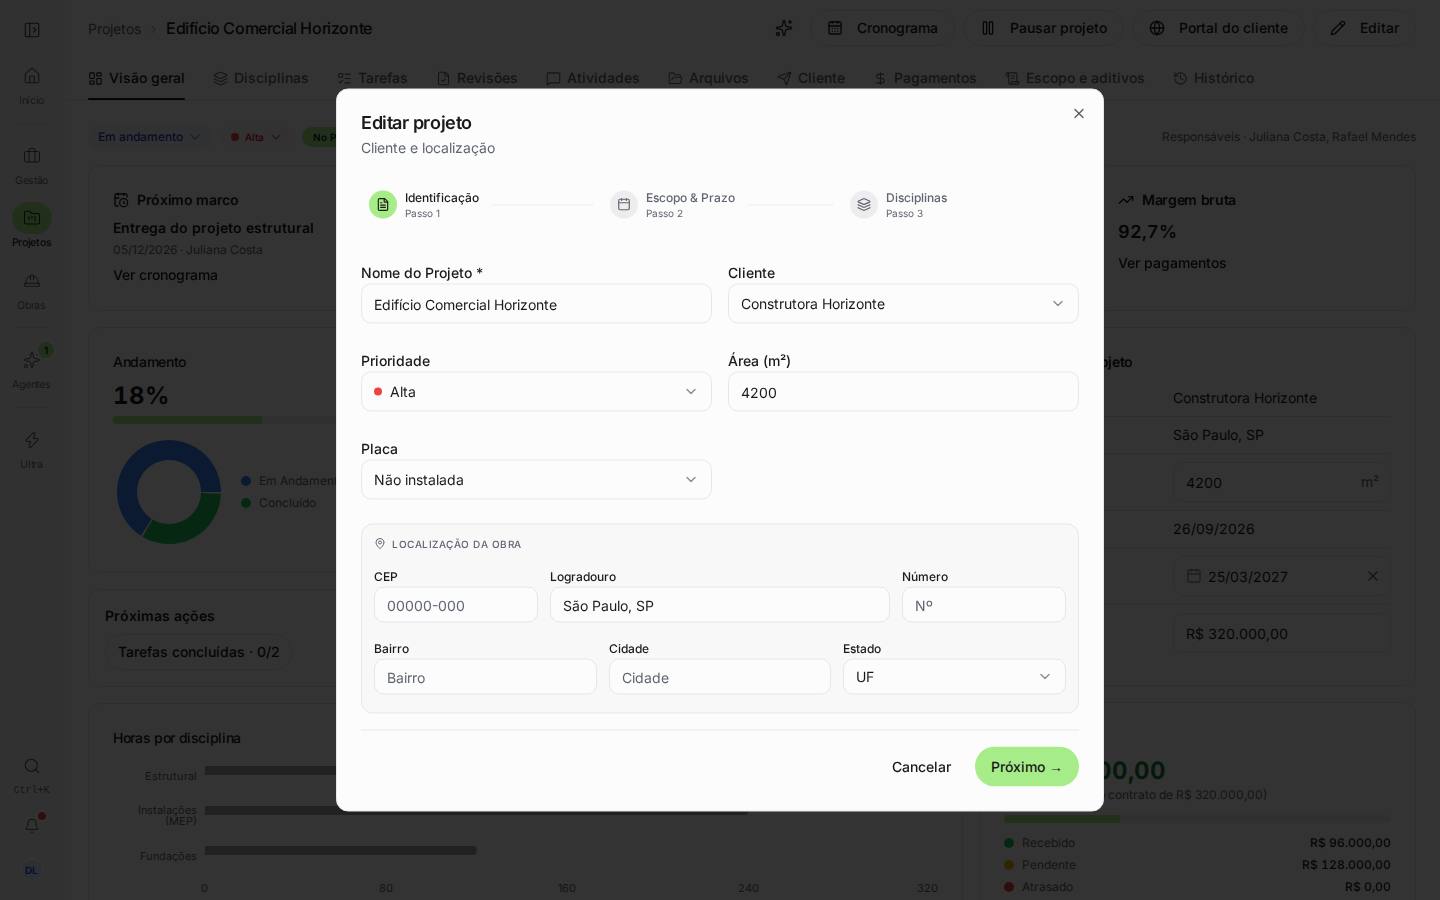 Projetos
Edifício Comercial Horizonte
Cronograma
Pausar projeto
Portal do cliente
Editar
Início
Visão geral
Disciplinas
Tarefas
Revisões
Atividades
Arquivos
Cliente
Pagamentos
Escopo e aditivos
Histórico
Em andamento
Alta
No P
Responsáveis · Juliana Costa, Rafael Mendes
Gestão
Projetos
Obras
1
Agentes
Ultra
Ctrl+K
DL
Próximo marco
Entrega do projeto estrutural
05/12/2026 · Juliana Costa
Ver cronograma
Margem bruta
92,7%
Ver pagamentos
Andamento
18%
Em Andament
Concluído
Próximas ações
Tarefas concluídas · 0/2
Horas por disciplina
Estrutural
Instalações
(MEP)
Fundações
0
80
160
240
320
Editar projeto
Cliente e localização
Identificação
Passo 1
Escopo & Prazo
Passo 2
Disciplinas
Passo 3
Nome do Projeto *
Cliente
Edifício Comercial Horizonte
Construtora Horizonte
Prioridade
Área (m²)
Alta
4200
Placa
Não instalada
LOCALIZAÇÃO DA OBRA
CEP
Logradouro
Número
00000-000
São Paulo, SP
Nº
Bairro
Cidade
Estado
Bairro
Cidade
UF
Cancelar
Próximo →
ojeto
Construtora Horizonte
São Paulo, SP
4200
m²
26/09/2026
25/03/2027
R$ 320.000,00
00,00
contrato de R$ 320.000,00)
Recebido
R$ 96.000,00
Pendente
R$ 128.000,00
Atrasado
R$ 0,00